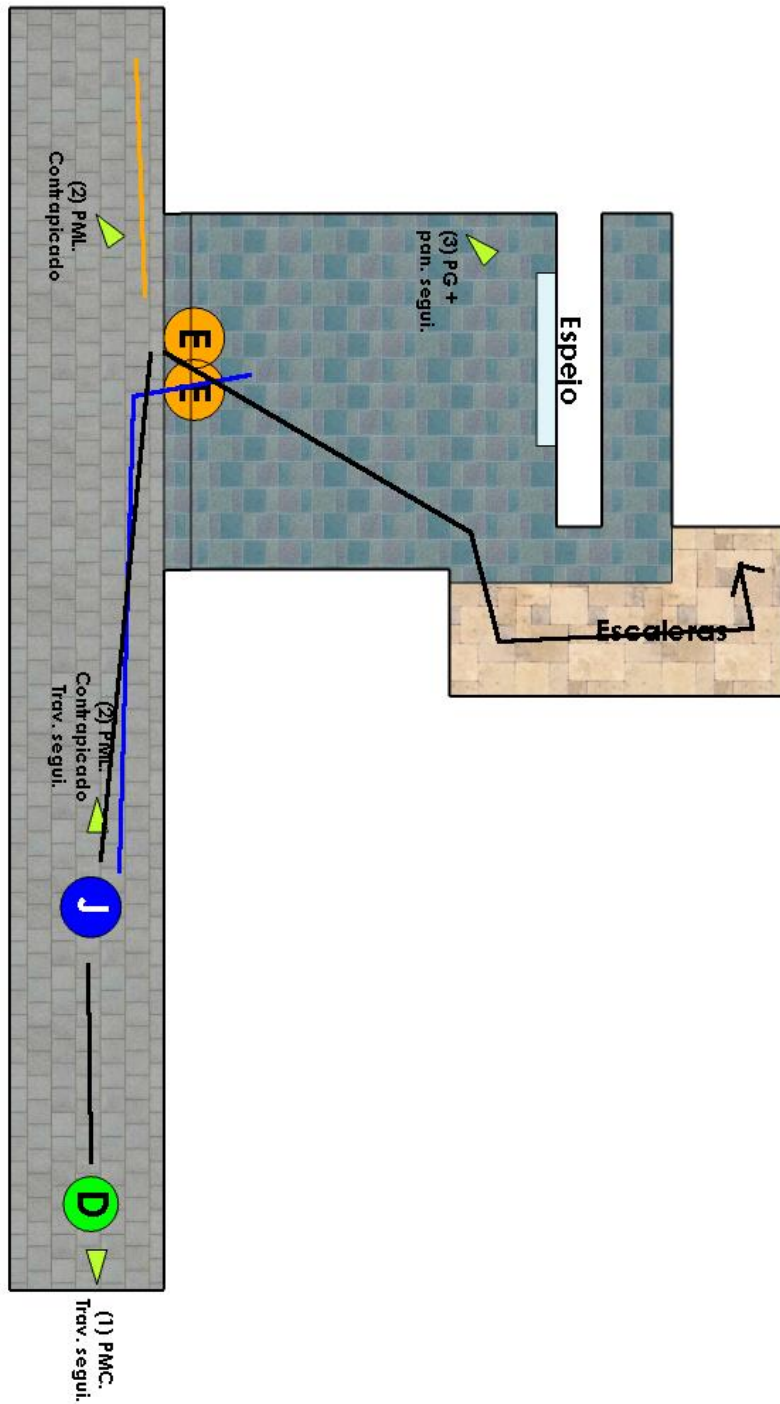 (2) PML.
Contrapicado
(3) PG +
pan. segui.
Espejo
E
E
Escaleras
(2) PML.
Contrapicado
Trav. segui.
J
D
(1) PMC.
Trav. segui.